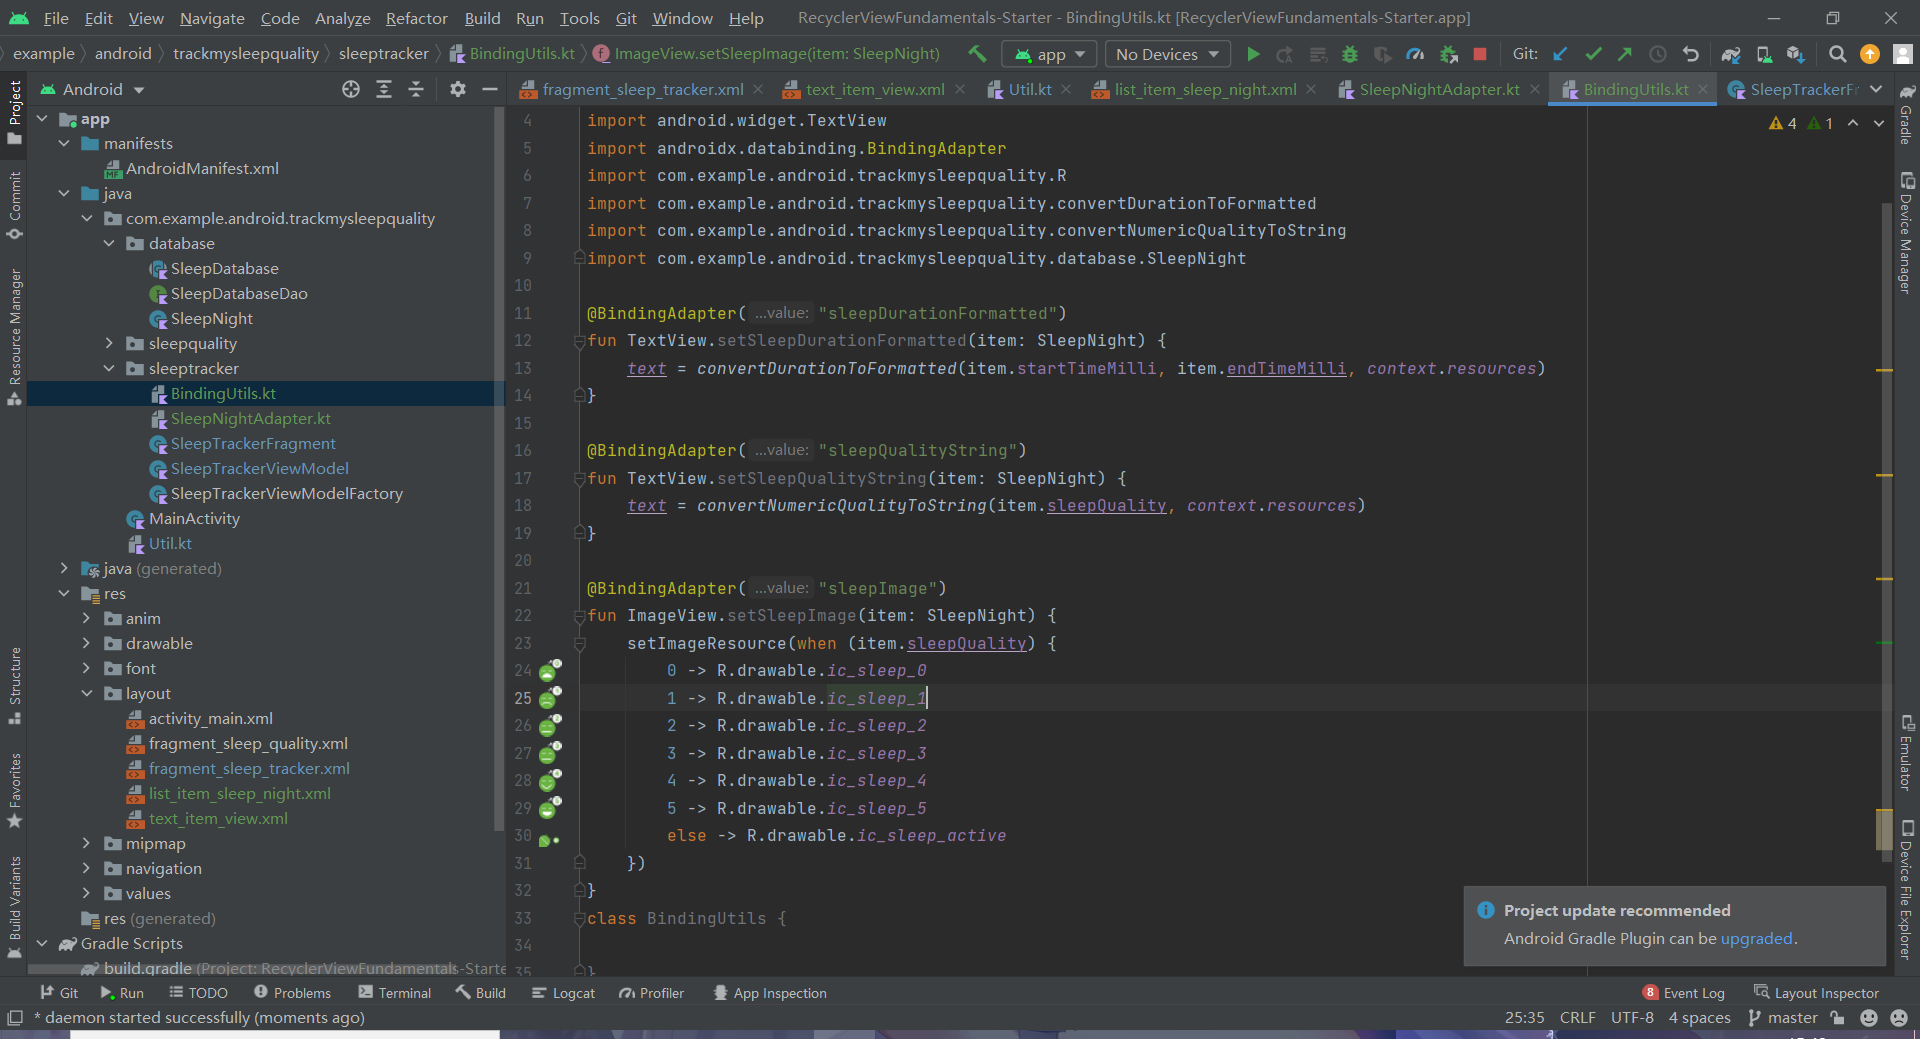 File Edit View Navigate Code Analyze Refactor Build Run Tools Git Window Help RecyclerViewFundamentals-Starter - BindingUtils.kt [RecyclerViewFundamentals-Starter.app]
example android trackmysleepquality sleeptracker BindingUtils.kt ImageView.setSleepImage(item: SleepNight) app No Devices Git:
Android fragment_sleep_tracker.xml text_item_view.xml Util.kt list_item_sleep_night.xml SleepNightAdapter.kt BindingUtils.kt SleepTrackerFr
Project
Commit
Resource Manager
Structure
Favorites
Build Variants
app
manifests
AndroidManifest.xml
java
com.example.android.trackmysleepquality
database
SleepDatabase
SleepDatabaseDao
SleepNight
sleepquality
sleeptracker
BindingUtils.kt
SleepNightAdapter.kt
SleepTrackerFragment
SleepTrackerViewModel
SleepTrackerViewModelFactory
MainActivity
Util.kt
java (generated)
res
anim
drawable
font
layout
activity_main.xml
fragment_sleep_quality.xml
fragment_sleep_tracker.xml
list_item_sleep_night.xml
text_item_view.xml
mipmap
navigation
values
res (generated)
Gradle Scripts
build.gradle (Project: RecyclerViewFundamentals-Starte
4 import android.widget.TextView
5 import androidx.databinding.BindingAdapter
6 import com.example.android.trackmysleepquality.R
7 import com.example.android.trackmysleepquality.convertDurationToFormatted
8 import com.example.android.trackmysleepquality.convertNumericQualityToString
9 import com.example.android.trackmysleepquality.database.SleepNight
10
11 @BindingAdapter( ...value: "sleepDurationFormatted")
12 fun TextView.setSleepDurationFormatted(item: SleepNight) {
13 text = convertDurationToFormatted(item.startTimeMilli, item.endTimeMilli, context.resources)
14 }
15
16 @BindingAdapter( ...value: "sleepQualityString")
17 fun TextView.setSleepQualityString(item: SleepNight) {
18 text = convertNumericQualityToString(item.sleepQuality, context.resources)
19 }
20
21 @BindingAdapter( ...value: "sleepImage")
22 fun ImageView.setSleepImage(item: SleepNight) {
23 setImageResource(when (item.sleepQuality) {
24 0 -> R.drawable.ic_sleep_0
25 1 -> R.drawable.ic_sleep_1
26 2 -> R.drawable.ic_sleep_2
27 3 -> R.drawable.ic_sleep_3
28 4 -> R.drawable.ic_sleep_4
29 5 -> R.drawable.ic_sleep_5
30 else -> R.drawable.ic_sleep_active
31 })
32 }
33 class BindingUtils {
34
35 }
4 1
Gradle
Device Manager
Emulator
Device File Explorer
Project update recommended
Android Gradle Plugin can be upgraded.
Git Run TODO Problems Terminal Build Logcat Profiler App Inspection 8 Event Log Layout Inspector
* daemon started successfully (moments ago) 25:35 CRLF UTF-8 4 spaces master